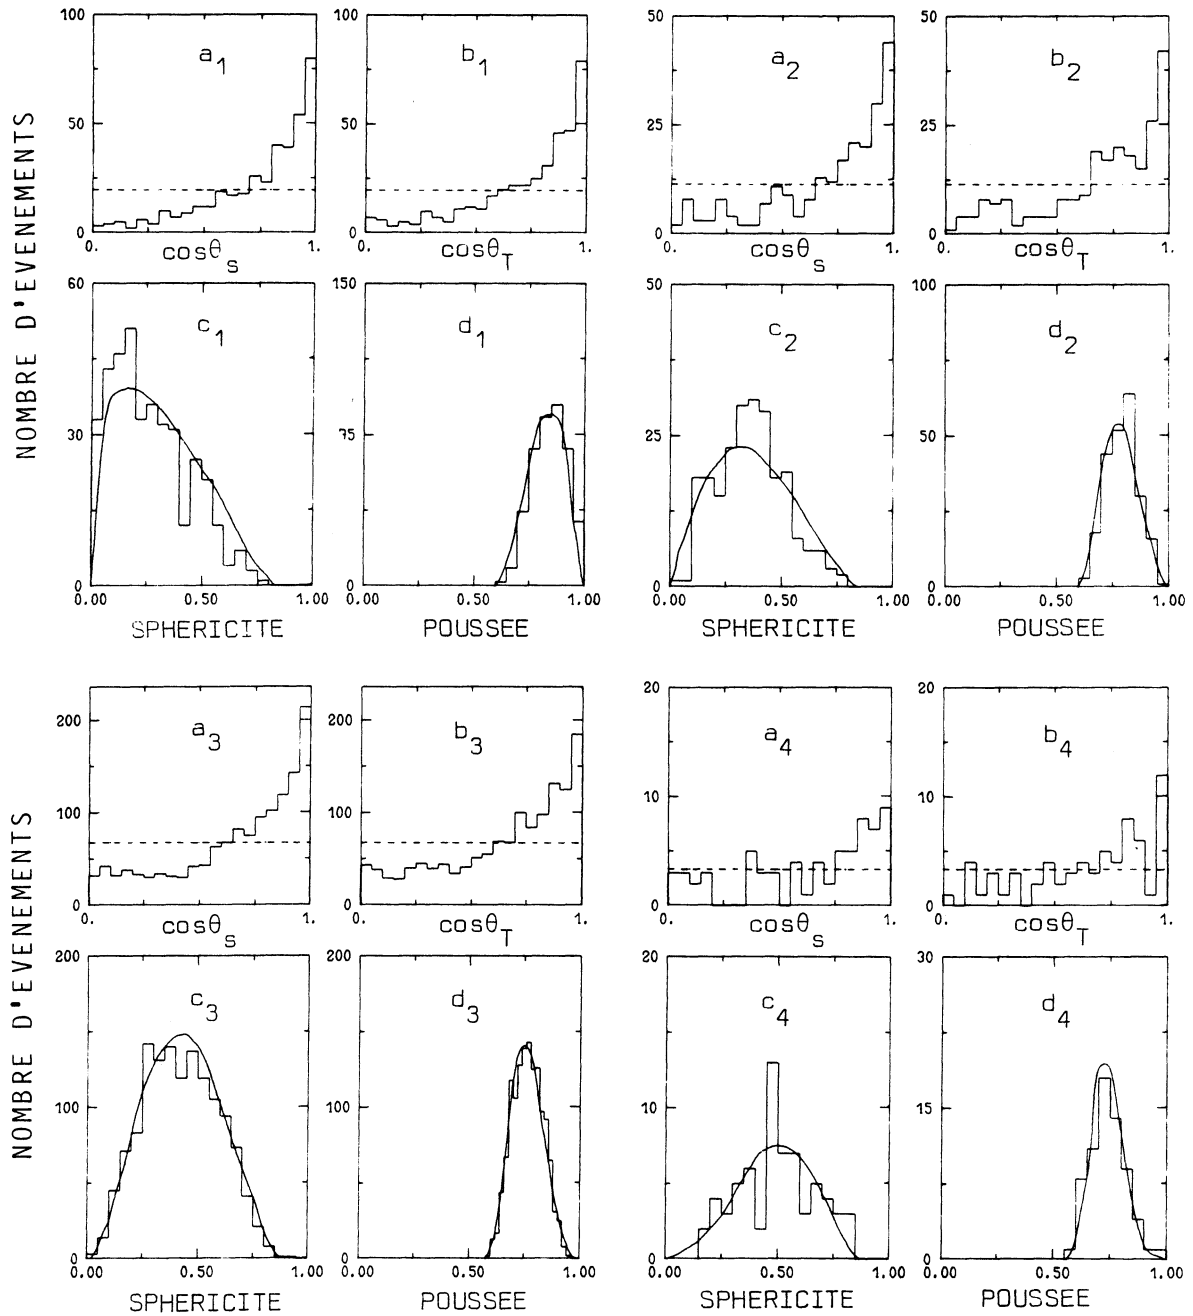 NOMBRE D'EVENEMENTS
100
50
0
a1
0.
cosθS
1.
100
50
0
b1
0.
cosθT
1.
50
25
0
a2
0.
cosθS
1.
50
25
0
b2
0.
cosθT
1.
60
30
0
c1
0.00 0.50 1.00
SPHERICITE
150
75
0
d1
0.00 0.50 1.00
POUSSEE
50
25
0
c2
0.00 0.50 1.00
SPHERICITE
100
50
0
d2
0.00 0.50 1.00
POUSSEE
NOMBRE D'EVENEMENTS
200
100
0
a3
0.
cosθS
1.
200
100
0
b3
0.
cosθT
1.
20
10
0
a4
0.
cosθS
1.
20
10
0
b4
0.
cosθT
1.
200
100
0
c3
0.00 0.50 1.00
SPHERICITE
200
100
0
d3
0.00 0.50 1.00
POUSSEE
20
10
0
c4
0.00 0.50 1.00
SPHERICITE
30
15
0
d4
0.00 0.50 1.00
POUSSEE